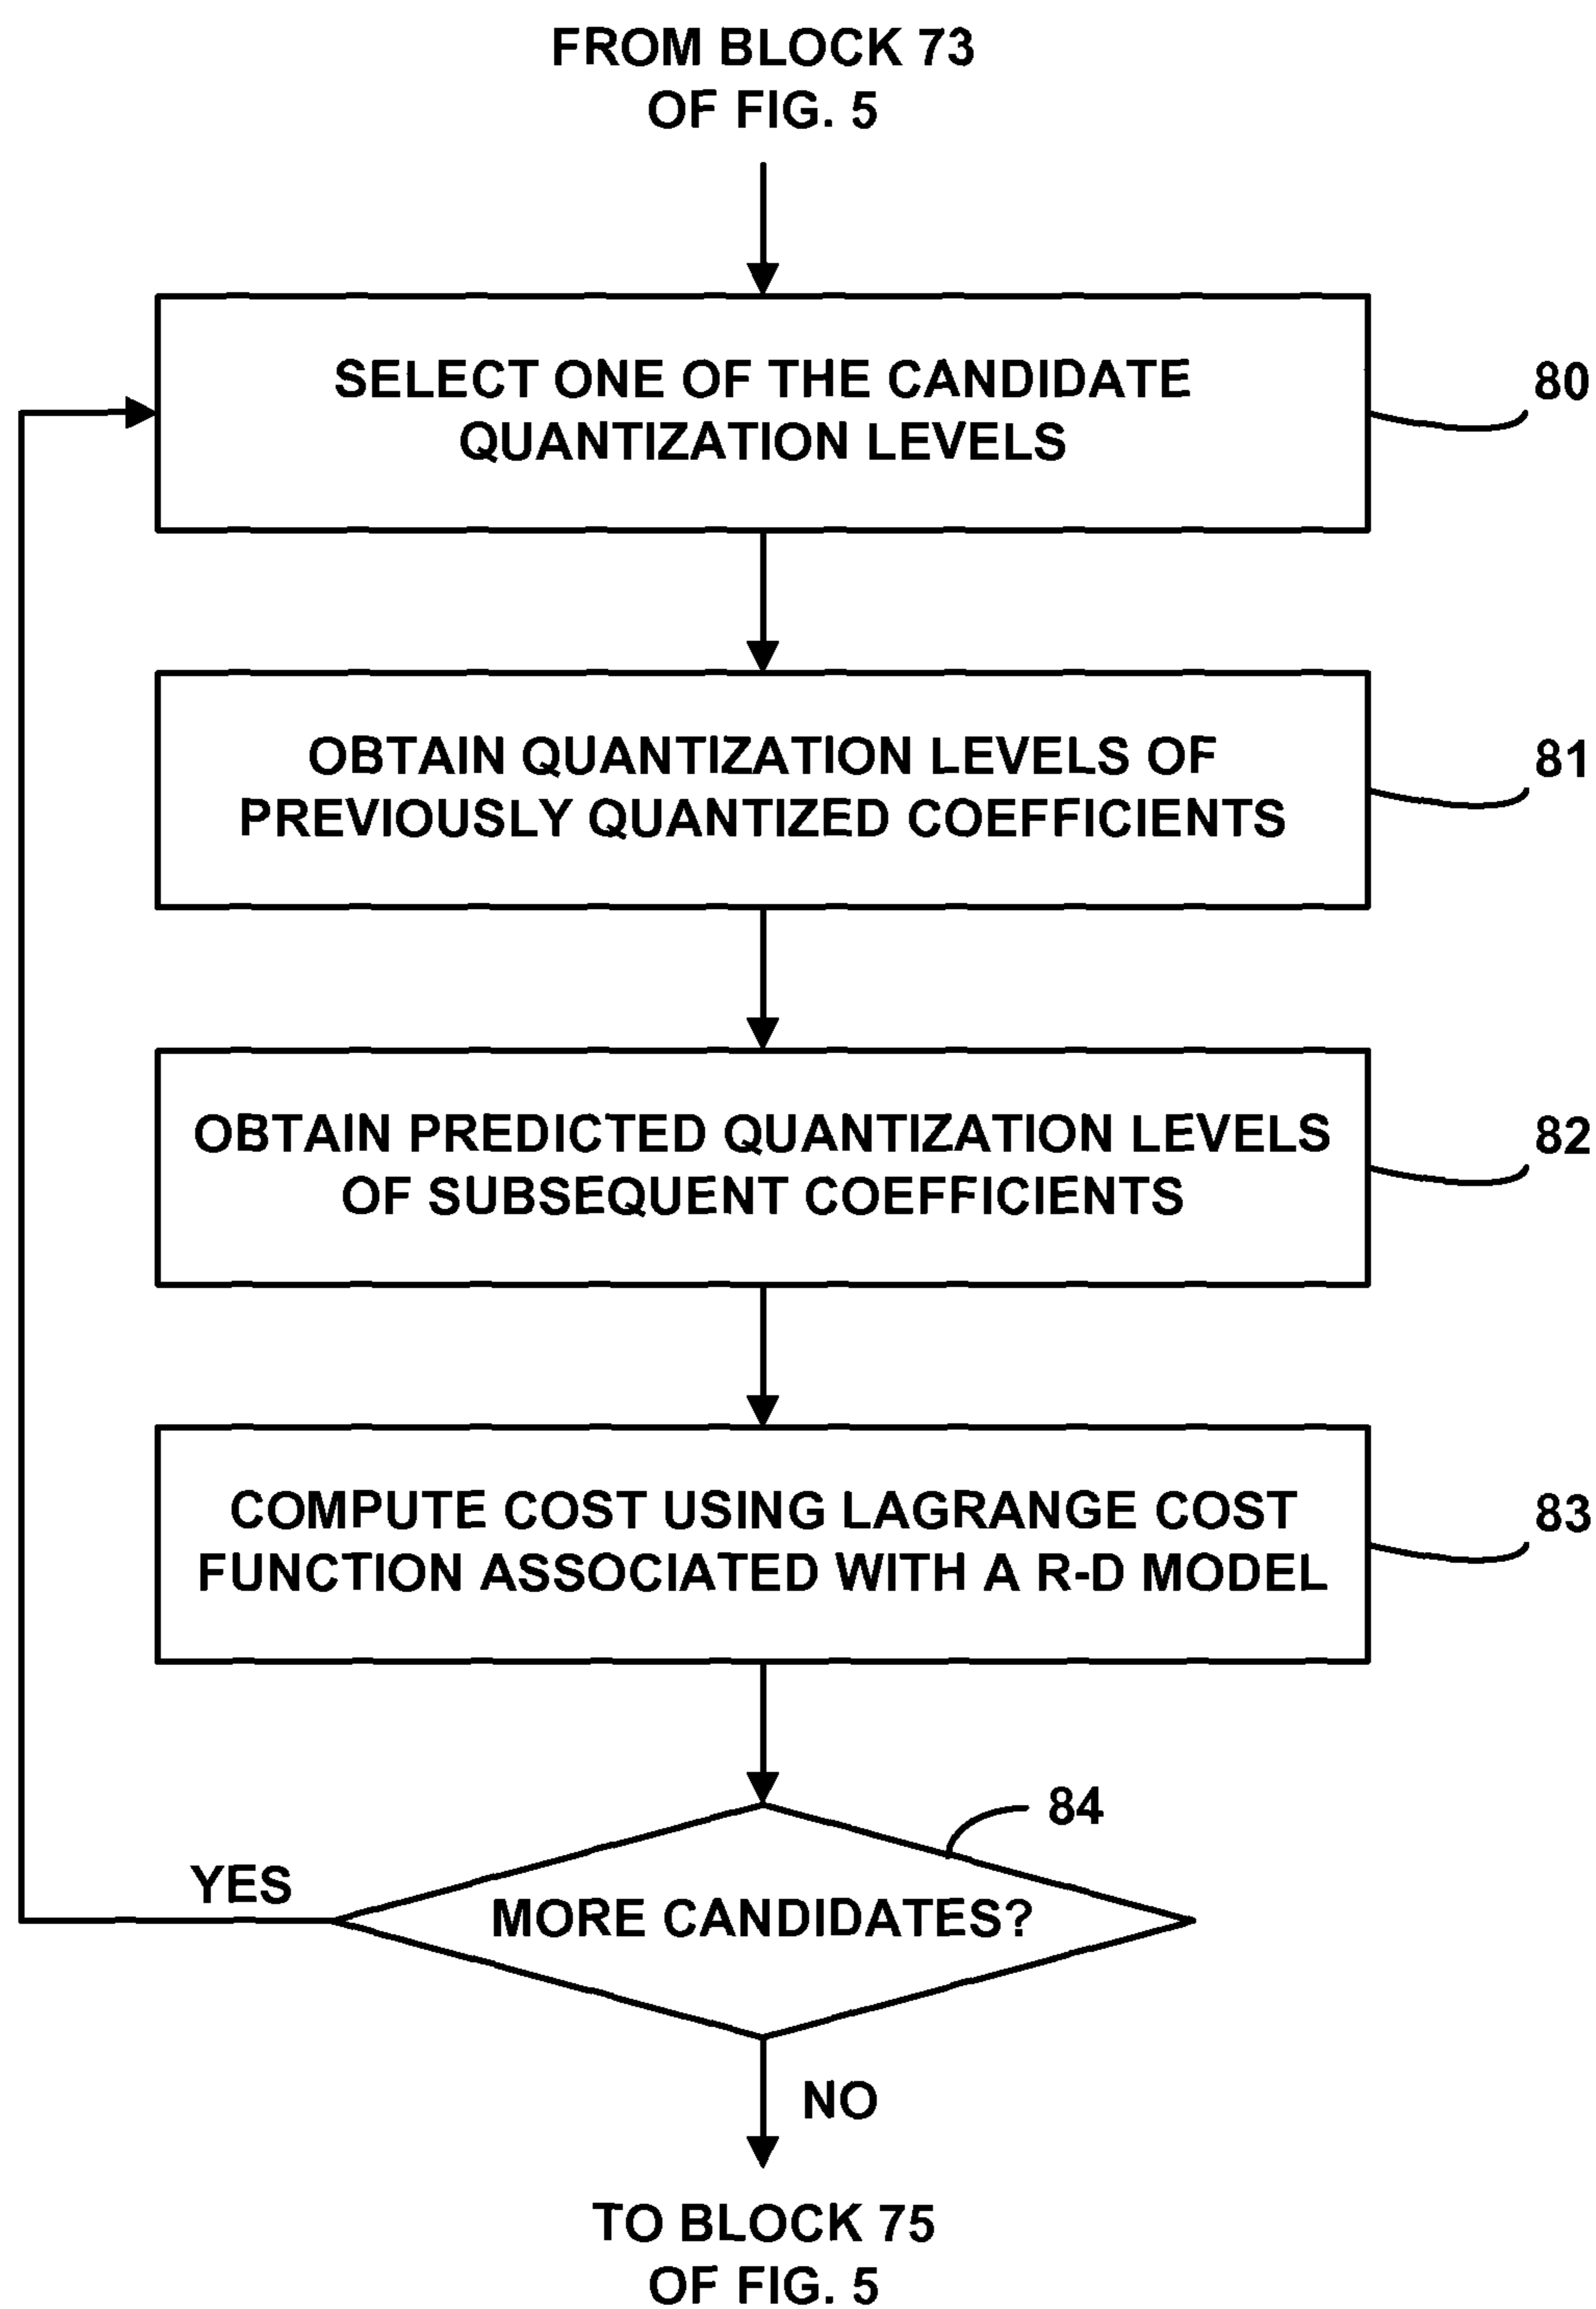 FROM BLOCK 73
OF FIG. 5
SELECT ONE OF THE CANDIDATE
QUANTIZATION LEVELS
80
OBTAIN QUANTIZATION LEVELS OF
PREVIOUSLY QUANTIZED COEFFICIENTS
81
OBTAIN PREDICTED QUANTIZATION LEVELS
OF SUBSEQUENT COEFFICIENTS
82
COMPUTE COST USING LAGRANGE COST
FUNCTION ASSOCIATED WITH A R-D MODEL
83
84
YES
MORE CANDIDATES?
NO
TO BLOCK 75
OF FIG. 5